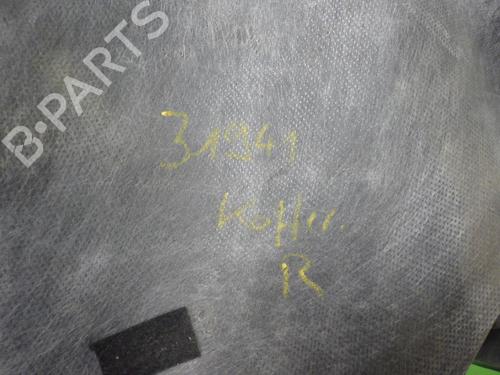 B-PARTS
31941
Koffer.
R